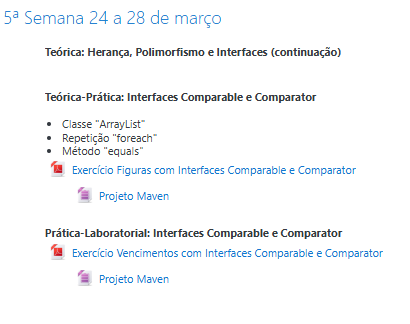 5ª Semana 24 a 28 de março
Teórica: Herança, Polimorfismo e Interfaces (continuação)
Teórica-Prática: Interfaces Comparable e Comparator
• Classe "ArrayList"
• Repetição "foreach"
• Método "equals"
Exercício Figuras com Interfaces Comparable e Comparator
Projeto Maven
Prática-Laboratorial: Interfaces Comparable e Comparator
Exercício Vencimentos com Interfaces Comparable e Comparator
Projeto Maven